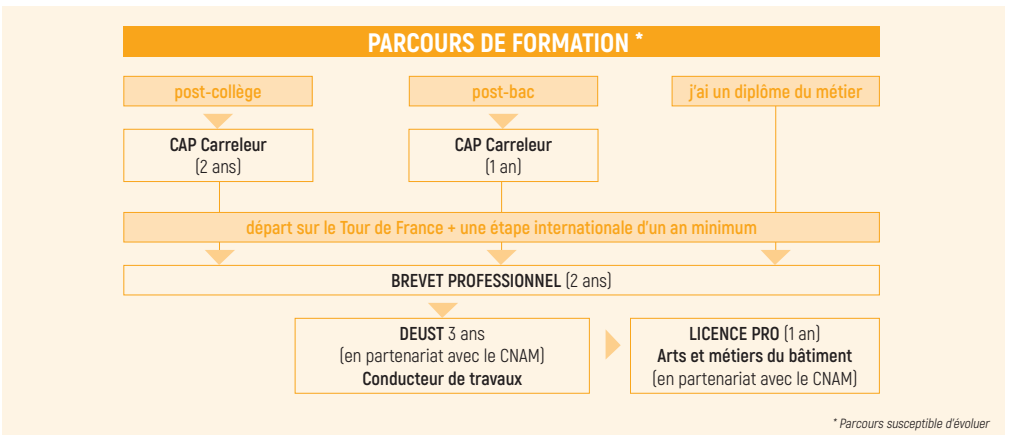 PARCOURS DE FORMATION *
post-collège
post-bac
j'ai un diplôme du métier
CAP Carreleur
(2 ans)
CAP Carreleur
(1 an)
départ sur le Tour de France + une étape internationale d'un an minimum
BREVET PROFESSIONNEL (2 ans)
DEUST 3 ans
(en partenariat avec le CNAM)
Conducteur de travaux
LICENCE PRO (1 an)
Arts et métiers du bâtiment
(en partenariat avec le CNAM)
* Parcours susceptible d'évoluer